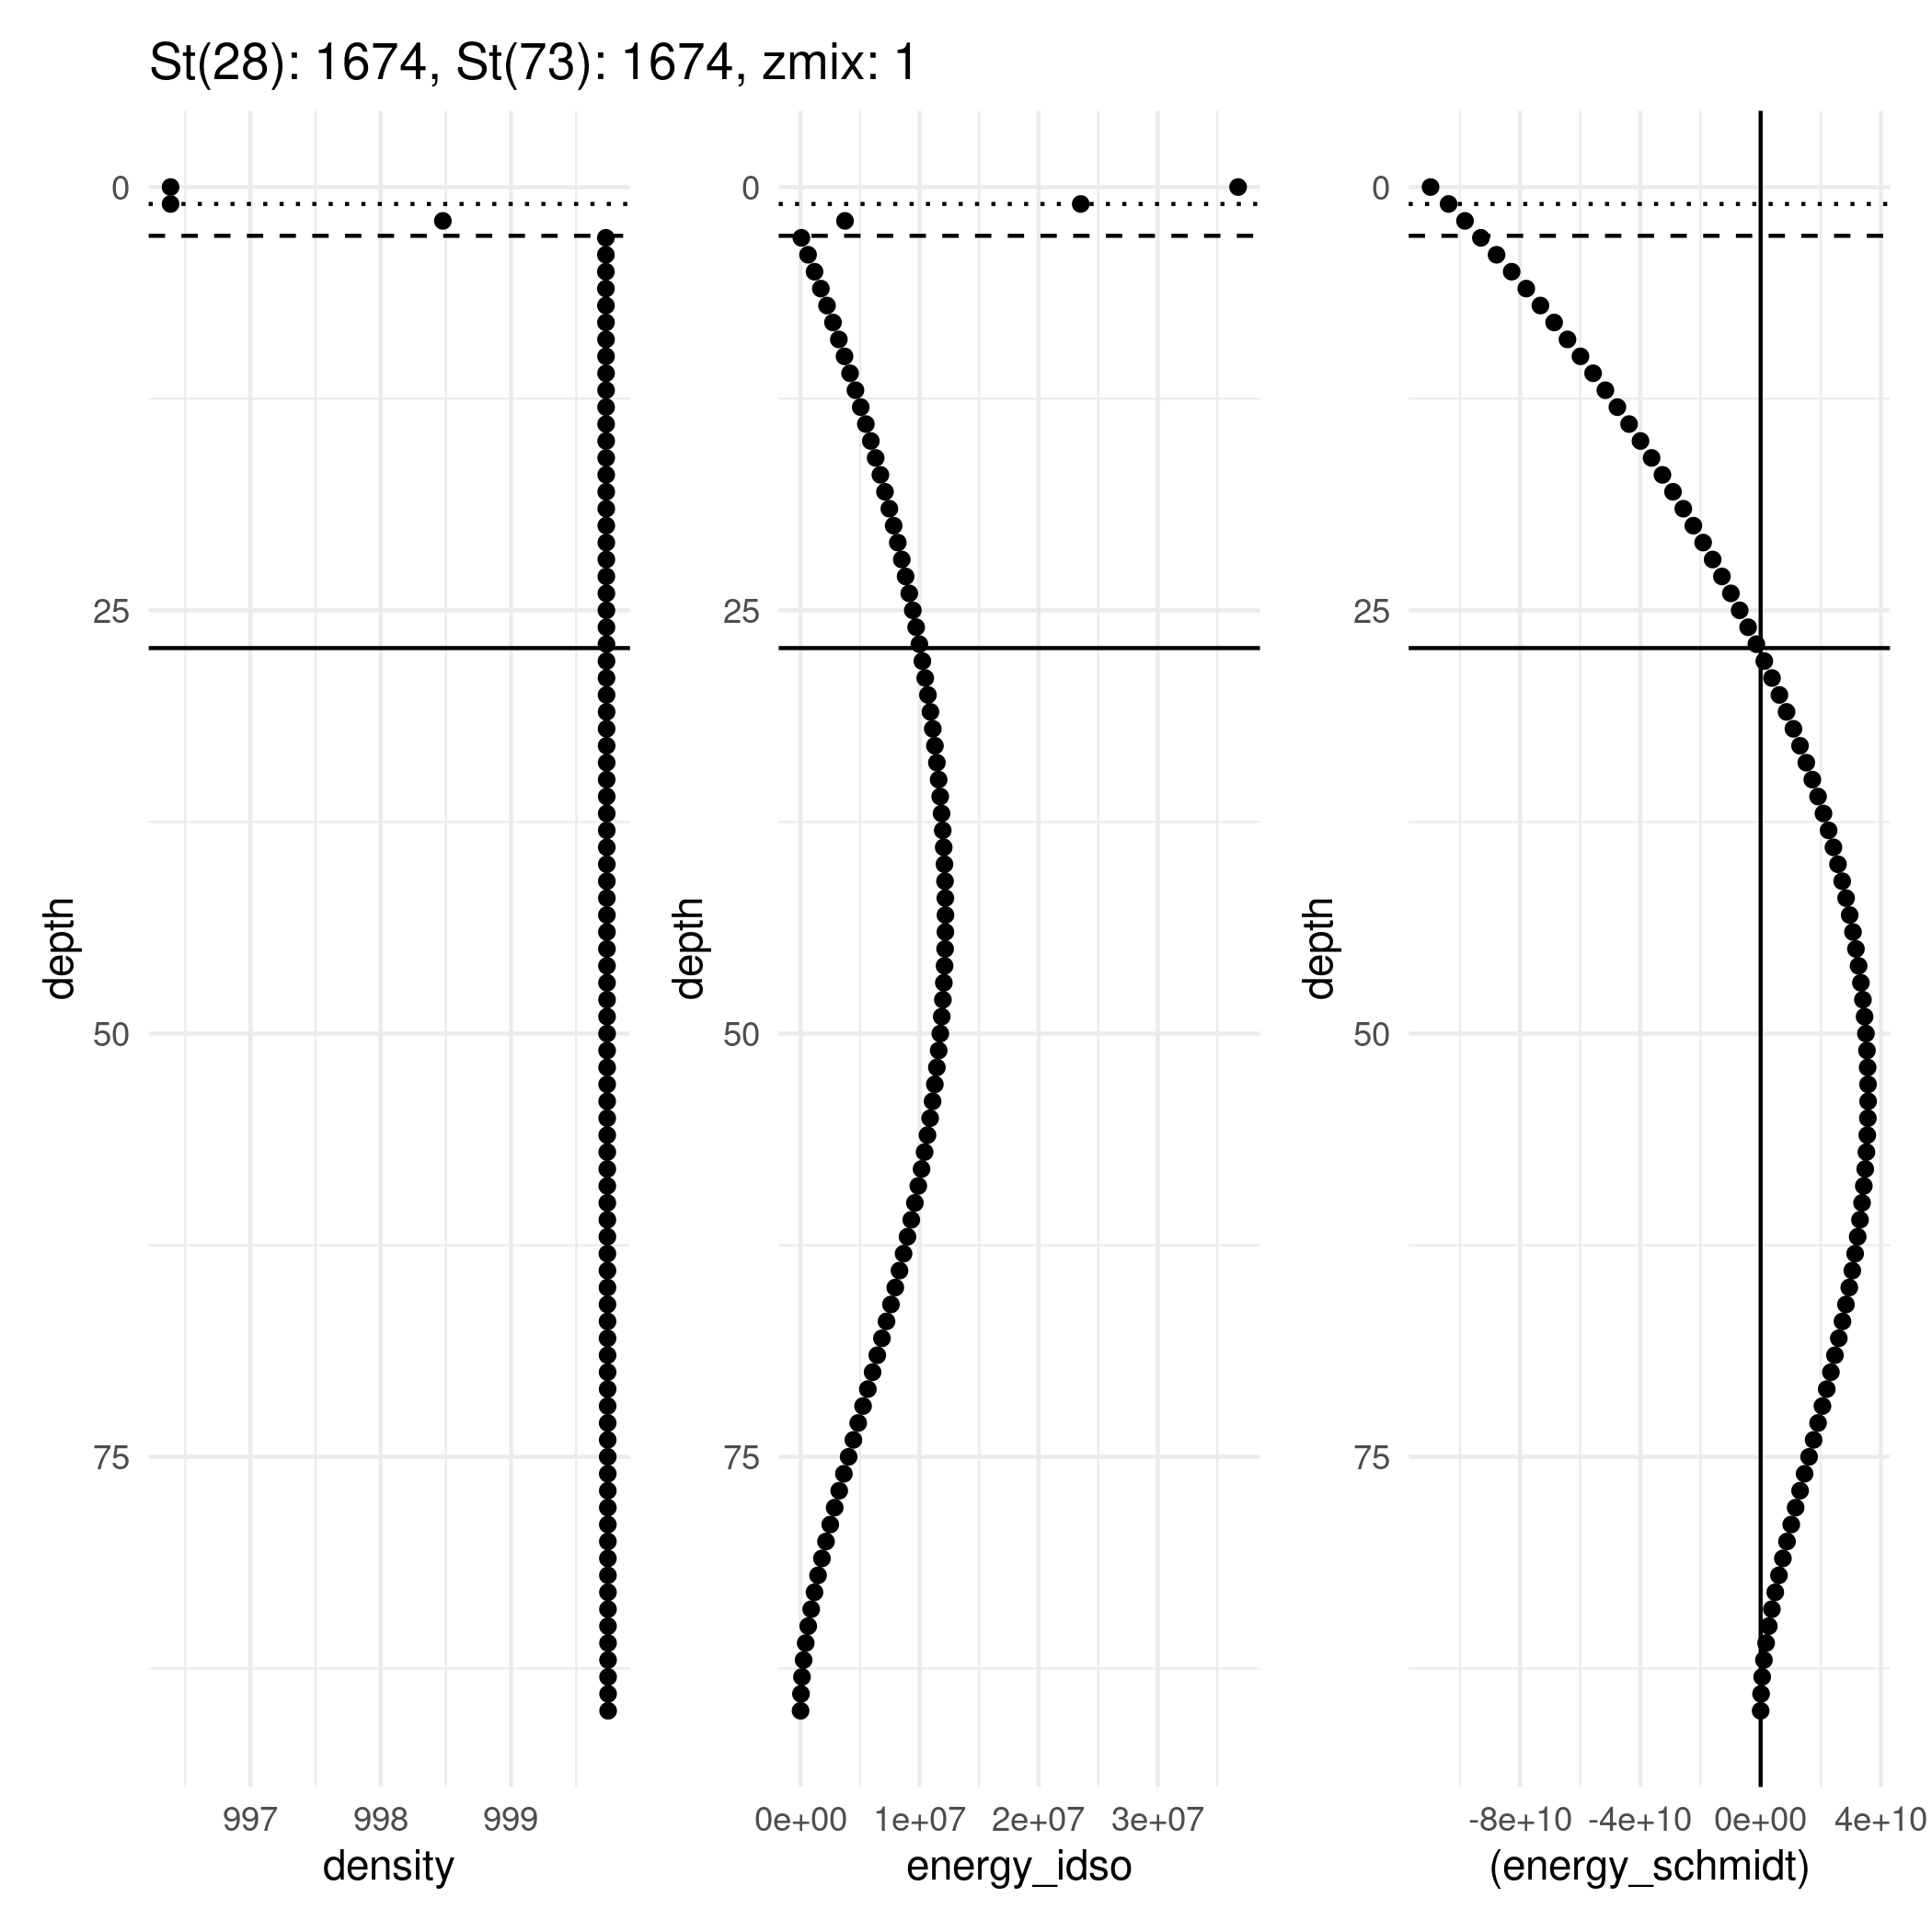 St(28): 1674, St(73): 1674, zmix: 1
0
25
50
75
depth
997 998 999
density
0
25
50
75
depth
0e+00 1e+07 2e+07 3e+07
energy_idso
0
25
50
75
depth
-8e+10 -4e+10 0e+00 4e+10
(energy_schmidt)